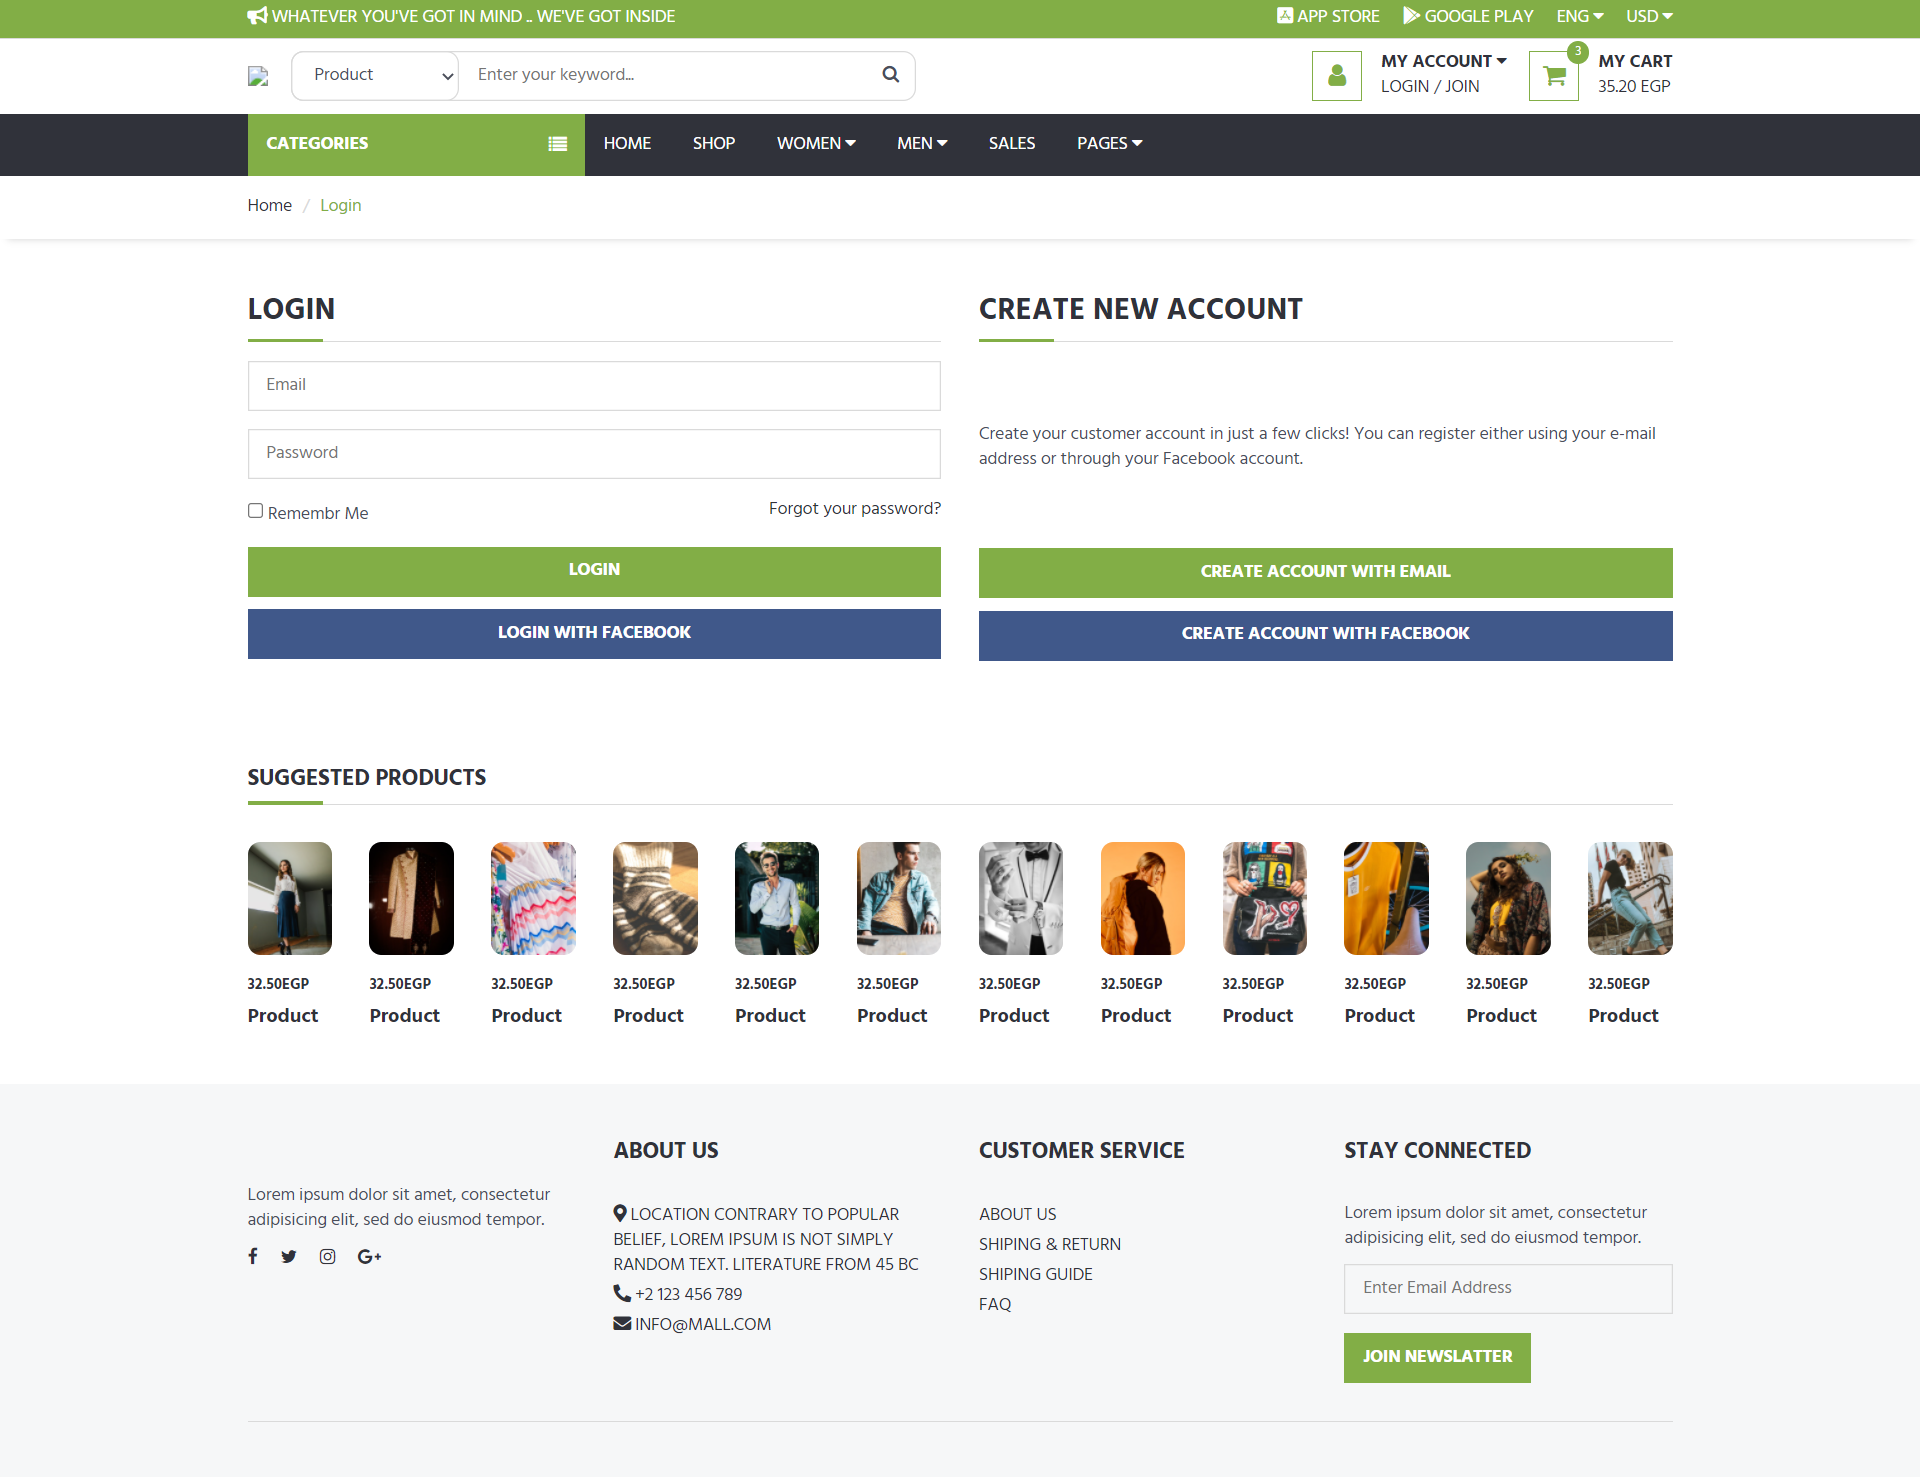 WHATEVER YOU'VE GOT IN MIND .. WE'VE GOT INSIDE
APP STORE GOOGLE PLAY ENG USD
Product Enter your keyword...
MY ACCOUNT
LOGIN / JOIN
3
MY CART
35.20 EGP
CATEGORIES HOME SHOP WOMEN MEN SALES PAGES
Home / Login
LOGIN
Email
Password
Remembr Me Forgot your password?
LOGIN
LOGIN WITH FACEBOOK
CREATE NEW ACCOUNT
Create your customer account in just a few clicks! You can register either using your e-mail
address or through your Facebook account.
CREATE ACCOUNT WITH EMAIL
CREATE ACCOUNT WITH FACEBOOK
SUGGESTED PRODUCTS
32.50EGP 32.50EGP 32.50EGP 32.50EGP 32.50EGP 32.50EGP 32.50EGP 32.50EGP 32.50EGP 32.50EGP 32.50EGP 32.50EGP
Product Product Product Product Product Product Product Product Product Product Product Product
Lorem ipsum dolor sit amet, consectetur
adipisicing elit, sed do eiusmod tempor.
ABOUT US
LOCATION CONTRARY TO POPULAR
BELIEF, LOREM IPSUM IS NOT SIMPLY
RANDOM TEXT. LITERATURE FROM 45 BC
+2 123 456 789
INFO@MALL.COM
CUSTOMER SERVICE
ABOUT US
SHIPING & RETURN
SHIPING GUIDE
FAQ
STAY CONNECTED
Lorem ipsum dolor sit amet, consectetur
adipisicing elit, sed do eiusmod tempor.
Enter Email Address
JOIN NEWSLATTER